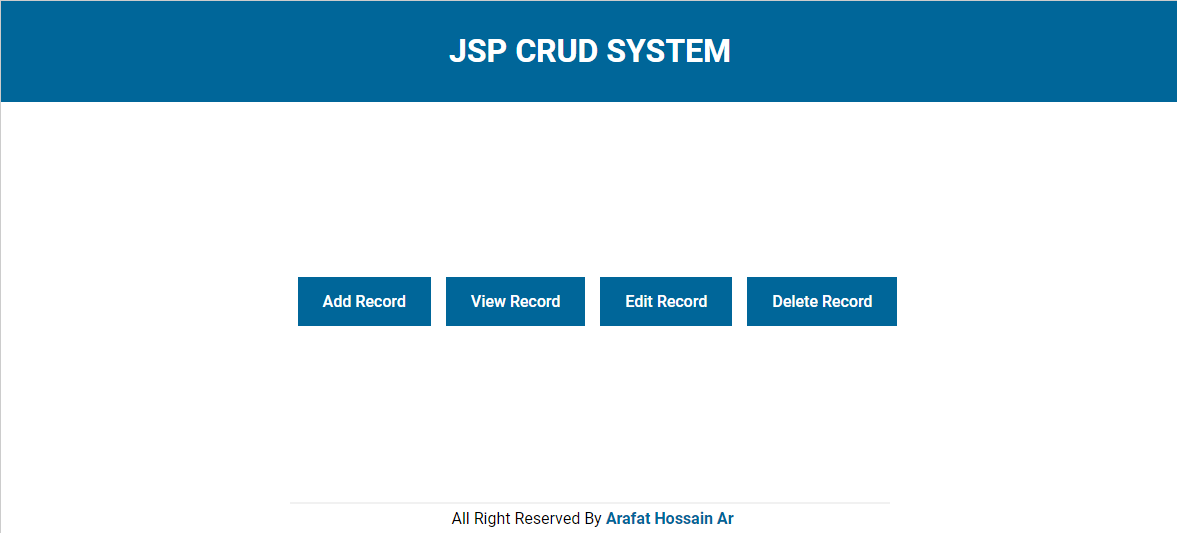 JSP CRUD SYSTEM
Add Record View Record Edit Record Delete Record
All Right Reserved By Arafat Hossain Ar